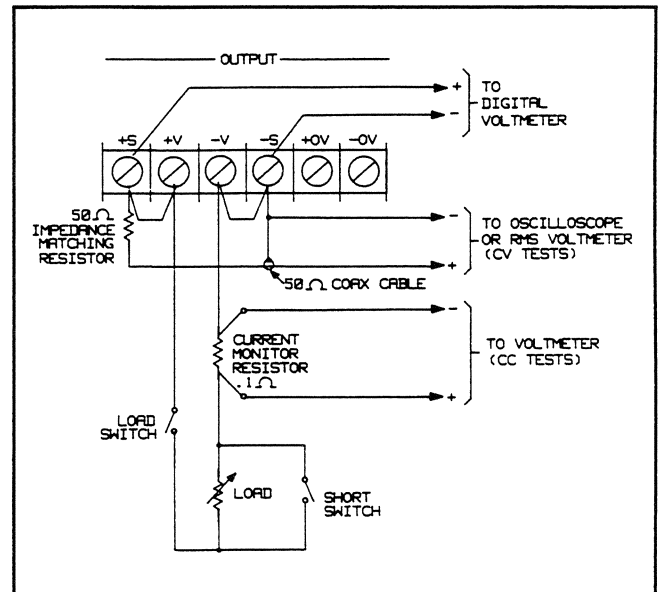 OUTPUT
+ TO
- DIGITAL
VOLTMETER
+S +V -V -S +OV -OV
50Ω
IMPEDANCE
MATCHING
RESISTOR
- TO OSCILLOSCOPE
OR RMS VOLTMETER
+ (CV TESTS)
50Ω COAX CABLE
CURRENT
MONITOR
RESISTOR
.1Ω
-
TO VOLTMETER
(CC TESTS)
+
LOAD
SWITCH
LOAD
SHORT
SWITCH